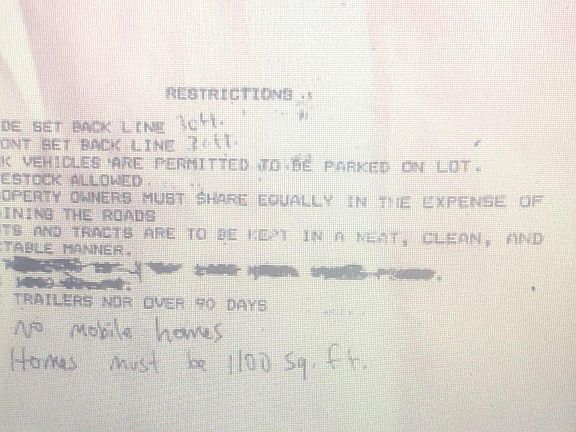 RESTRICTIONS
DE SET BACK LINE 30ft.
ONT SET BACK LINE
K VEHICLES ARE PERMITTED TO BE PARKED ON LOT.
ESTOCK ALLOWED.
OPERTY OWNERS MUST SHARE EQUALLY IN THE EXPENSE OF
INING THE ROADS
TS AND TRACTS ARE TO BE KEPT IN A NEAT, CLEAN, AND
TABLE MANNER.
TRAILERS NOR OVER 90 DAYS
No mobile homes
Homes must be 1100 sq. ft.